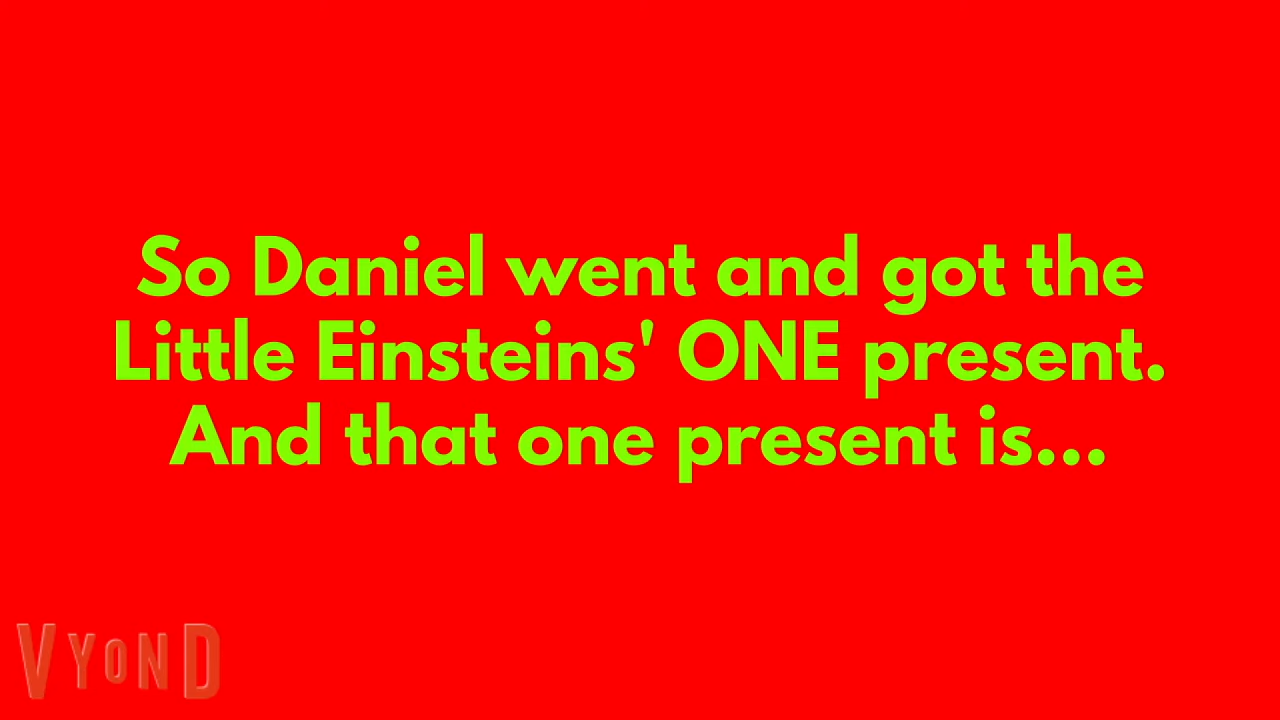 So Daniel went and got the
Little Einsteins' ONE present.
And that one present is...
VYOND